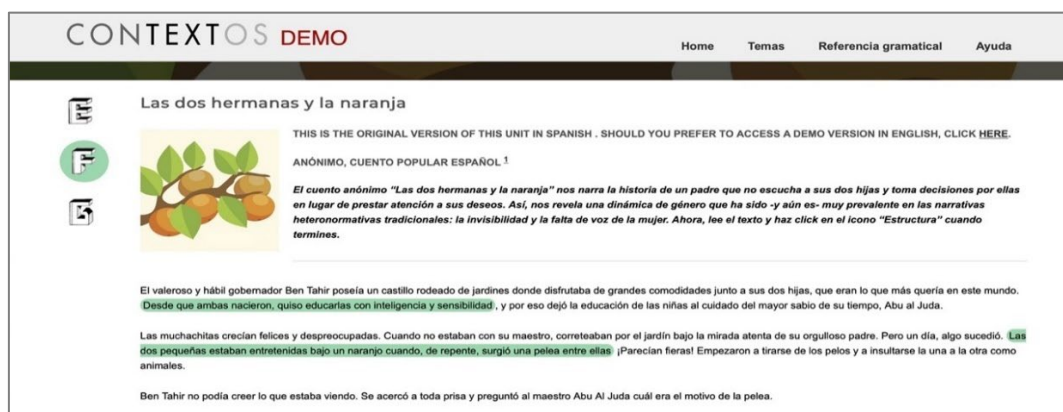 CONTEXTOS DEMO
Home Temas Referencia gramatical Ayuda
E
F
G
Las dos hermanas y la naranja
THIS IS THE ORIGINAL VERSION OF THIS UNIT IN SPANISH . SHOULD YOU PREFER TO ACCESS A DEMO VERSION IN ENGLISH, CLICK HERE.
ANÓNIMO, CUENTO POPULAR ESPAÑOL 1
El cuento anónimo “Las dos hermanas y la naranja” nos narra la historia de un padre que no escucha a sus dos hijas y toma decisiones por ellas
en lugar de prestar atención a sus deseos. Así, nos revela una dinámica de género que ha sido -y aún es- muy prevalente en las narrativas
heteronormativas tradicionales: la invisibilidad y la falta de voz de la mujer. Ahora, lee el texto y haz click en el icono “Estructura” cuando
termines.
El valeroso y hábil gobernador Ben Tahir poseía un castillo rodeado de jardines donde disfrutaba de grandes comodidades junto a sus dos hijas, que eran lo que más quería en este mundo.
Desde que ambas nacieron, quiso educarlas con inteligencia y sensibilidad, y por eso dejó la educación de las niñas al cuidado del mayor sabio de su tiempo, Abu al Juda.
Las muchachitas crecían felices y despreocupadas. Cuando no estaban con su maestro, correteaban por el jardín bajo la mirada atenta de su orgulloso padre. Pero un día, algo sucedió. Las
dos pequeñas estaban entretenidas bajo un naranjo cuando, de repente, surgió una pelea entre ellas ¡Parecían fieras! Empezaron a tirarse de los pelos y a insultarse la una a la otra como
animales.
Ben Tahir no podía creer lo que estaba viendo. Se acercó a toda prisa y preguntó al maestro Abu Al Juda cuál era el motivo de la pelea.